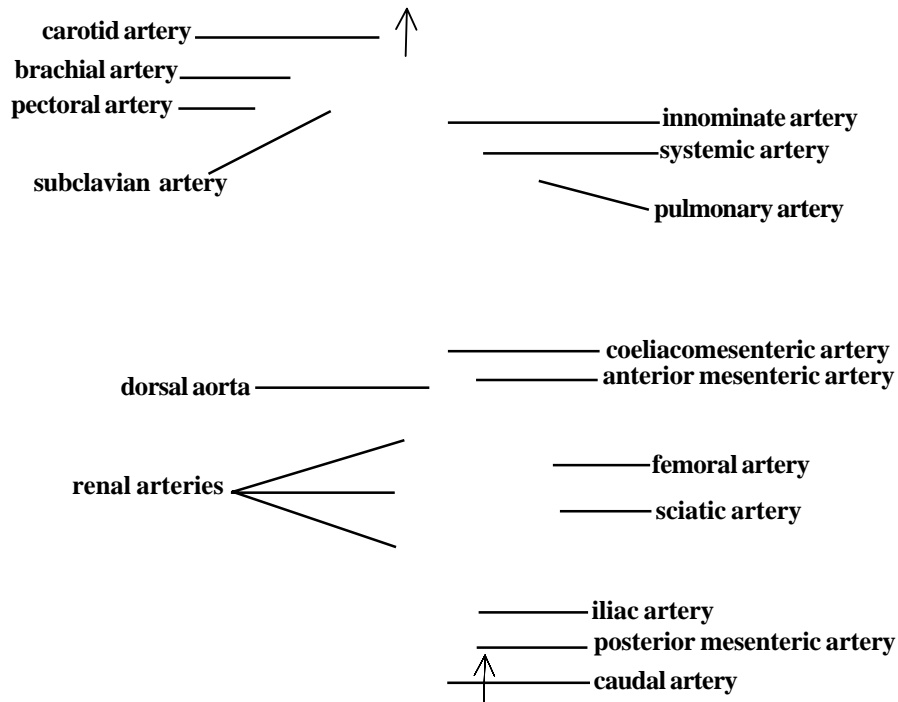 carotid artery
brachial artery
pectoral artery
subclavian artery
innominate artery
systemic artery
pulmonary artery
coeliacomesenteric artery
anterior mesenteric artery
dorsal aorta
renal arteries
femoral artery
sciatic artery
iliac artery
posterior mesenteric artery
caudal artery